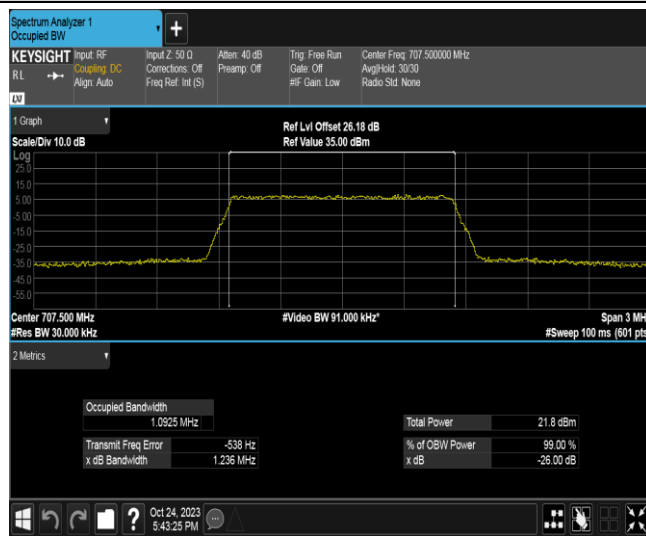 Spectrum Analyzer 1
Occupied BW
KEYSIGHT
RL
LXI
Input: RF
Coupling: DC
Align: Auto
Input Z: 50 Ω
Corrections: Off
Freq Ref: Int (S)
Atten: 40 dB
Preamp: Off
Trig: Free Run
Gate: Off
#IF Gain: Low
Center Freq: 707.500000 MHz
Avg|Hold: 30/30
Radio Std: None
1 Graph
Scale/Div 10.0 dB
Ref Lvl Offset 26.18 dB
Ref Value 35.00 dBm
Log
25.0
15.0
5.00
-5.00
-15.0
-25.0
-35.0
-45.0
-55.0
Center 707.500 MHz
#Res BW 30.000 kHz
#Video BW 91.000 kHz*
Span 3 MH
#Sweep 100 ms (601 pts
2 Metrics
Occupied Bandwidth
1.0925 MHz
Transmit Freq Error -538 Hz
x dB Bandwidth 1.236 MHz
Total Power 21.8 dBm
% of OBW Power 99.00 %
x dB -26.00 dB
?
Oct 24, 2023
5:43:25 PM